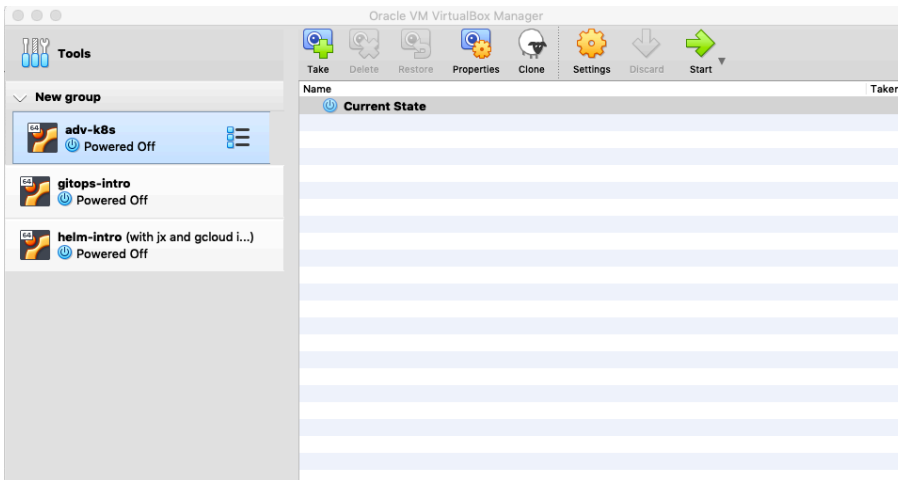 Oracle VM VirtualBox Manager
Tools
Take Delete Restore Properties Clone Settings Discard Start
New group
Name Taken
Current State
64
adv-k8s
Powered Off
64
gitops-intro
Powered Off
64
helm-intro (with jx and gcloud i...)
Powered Off